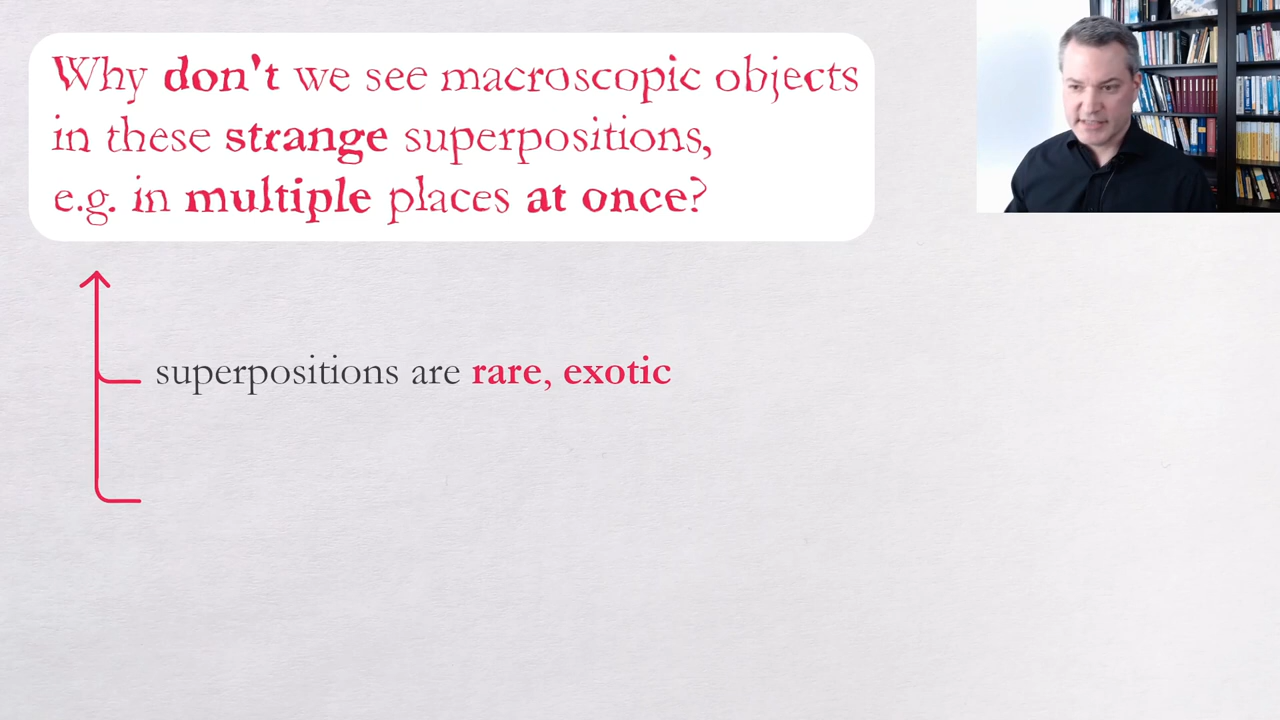 Why don't we see macroscopic objects
in these strange superpositions,
e.g. in multiple places at once?
superpositions are rare, exotic